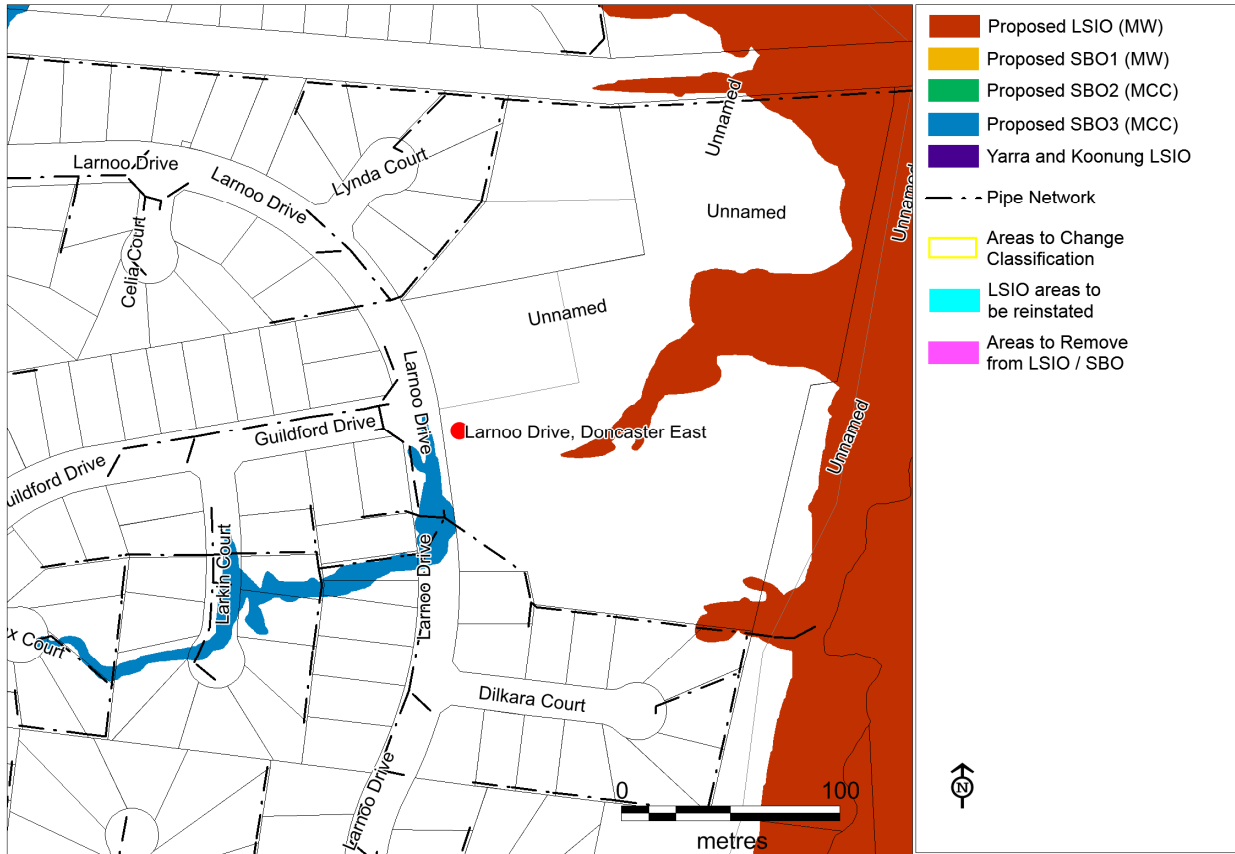 Larnoo Drive
Larnoo Drive
Lynda Court
Celia Court
Unnamed
Unnamed
Unnamed
Unnamed
Larnoo Drive
Larnoo Drive, Doncaster East
Guildford Drive
uildford Drive
Unnamed
Larkin Court
Larnoo Drive
x Court
Dilkara Court
Larnoo Drive
0 100
metres
Proposed LSIO (MW)
Proposed SBO1 (MW)
Proposed SBO2 (MCC)
Proposed SBO3 (MCC)
Yarra and Koonung LSIO
Pipe Network
Areas to Change
Classification
LSIO areas to
be reinstated
Areas to Remove
from LSIO / SBO
N